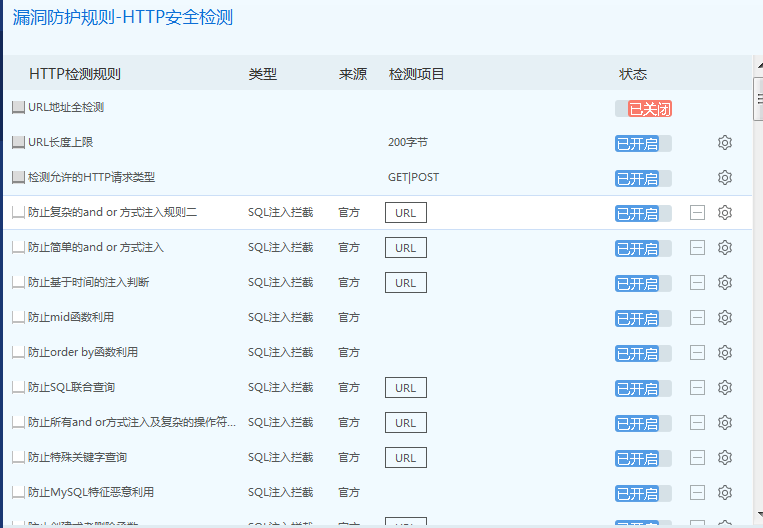 漏洞防护规则-HTTP安全检测
HTTP检测规则 类型 来源 检测项目 状态
URL地址全检测 已关闭
URL长度上限 200字节 已开启
检测允许的HTTP请求类型 GET|POST 已开启
防止复杂的and or 方式注入规则二 SQL注入拦截 官方 URL 已开启
防止简单的and or 方式注入 SQL注入拦截 官方 URL 已开启
防止基于时间的注入判断 SQL注入拦截 官方 URL 已开启
防止mid函数利用 SQL注入拦截 官方 已开启
防止order by函数利用 SQL注入拦截 官方 已开启
防止SQL联合查询 SQL注入拦截 官方 URL 已开启
防止所有and or方式注入及复杂的操作符... SQL注入拦截 官方 URL 已开启
防止特殊关键字查询 SQL注入拦截 官方 URL 已开启
防止MySQL特征恶意利用 SQL注入拦截 官方 已开启
防止创建或者删除函数 SQL注入拦截 官方 URL 已开启